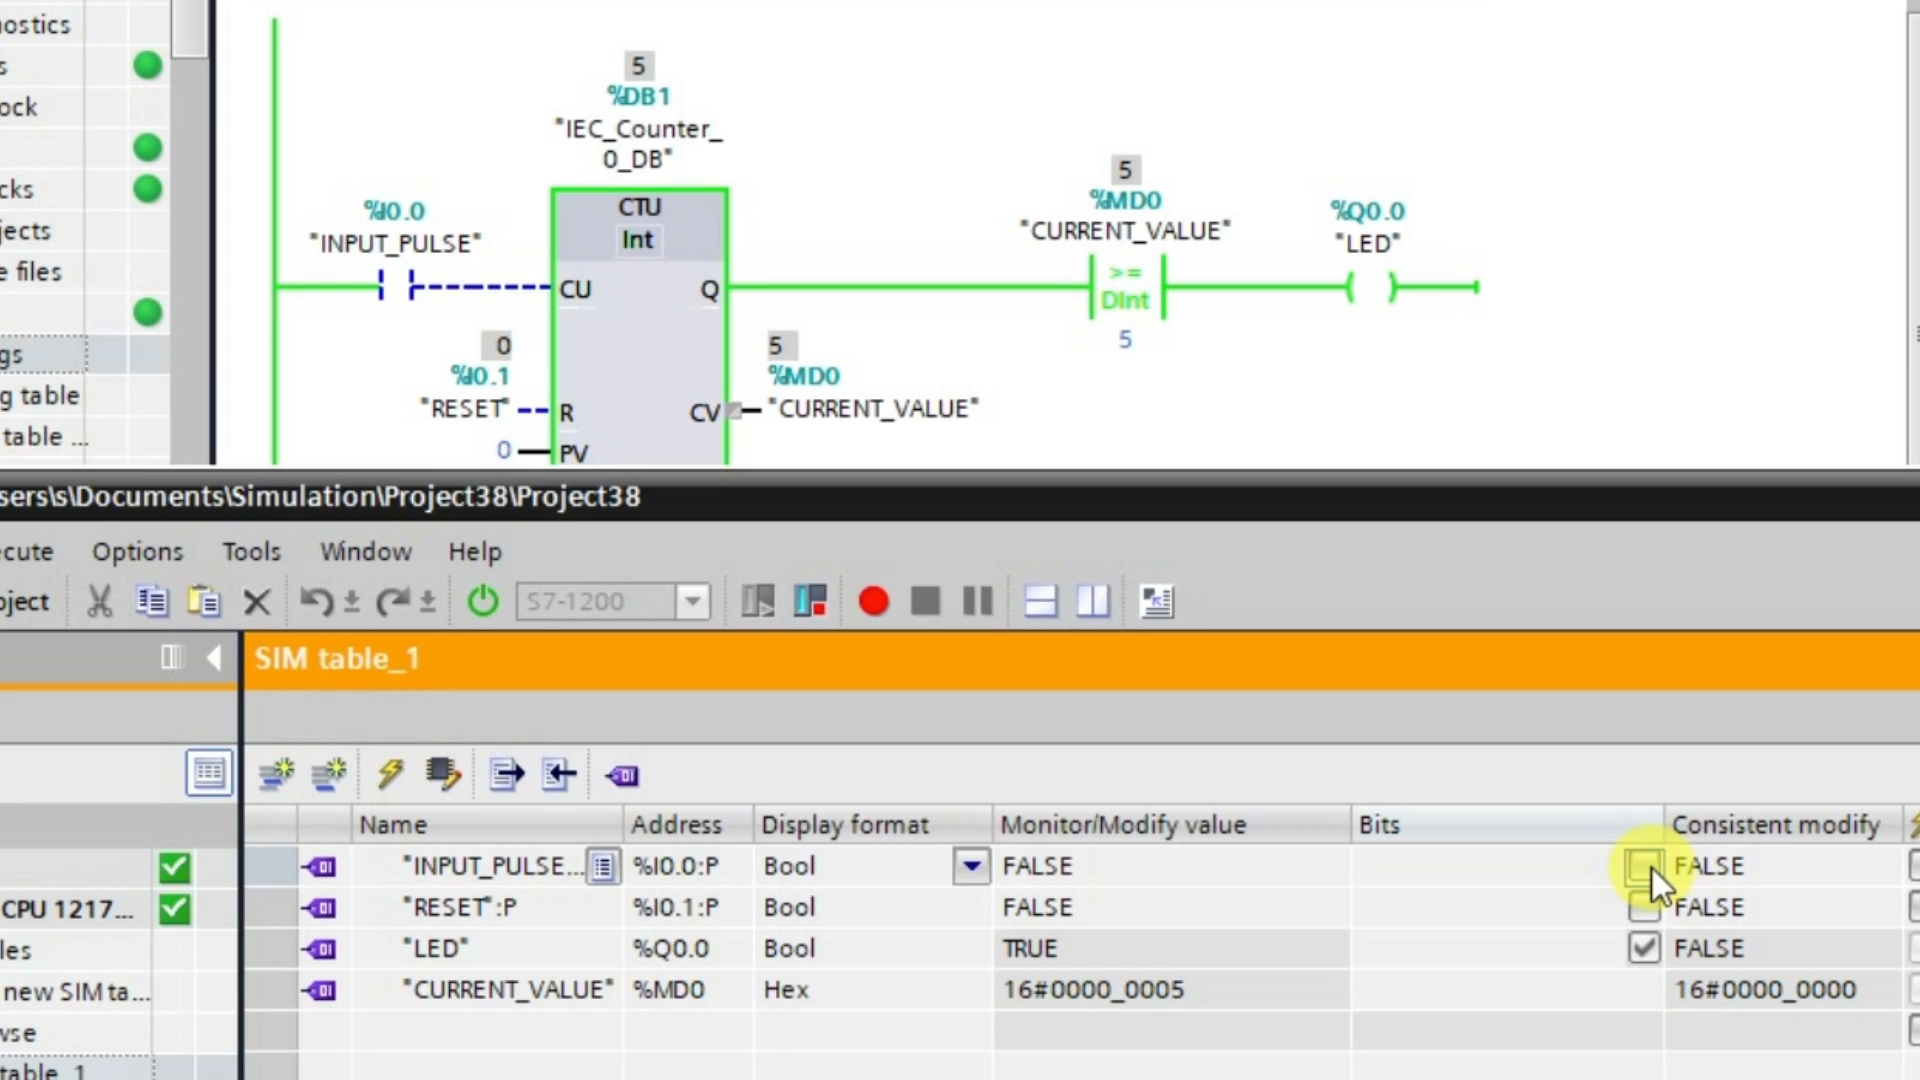 ostics
s
ock
cks
jects
e files
gs
g table
table ...
5
%DB1
"IEC_Counter_
0_DB"
CTU
Int
%I0.0
"INPUT_PULSE"
CU
Q
0
%I0.1
"RESET"
R
0
PV
5
%MD0
CV
"CURRENT_VALUE"
5
%MD0
"CURRENT_VALUE"
>=
DInt
5
%Q0.0
"LED"
sers\s\Documents\Simulation\Project38\Project38
ecute Options Tools Window Help
oject S7-1200
SIM table_1
Name Address Display format Monitor/Modify value Bits Consistent modify
"INPUT_PULSE... %I0.0:P Bool FALSE FALSE
CPU 1217... "RESET":P %I0.1:P Bool FALSE FALSE
les "LED" %Q0.0 Bool TRUE FALSE
new SIM ta... "CURRENT_VALUE" %MD0 Hex 16#0000_0005 16#0000_0000
wse
table_1